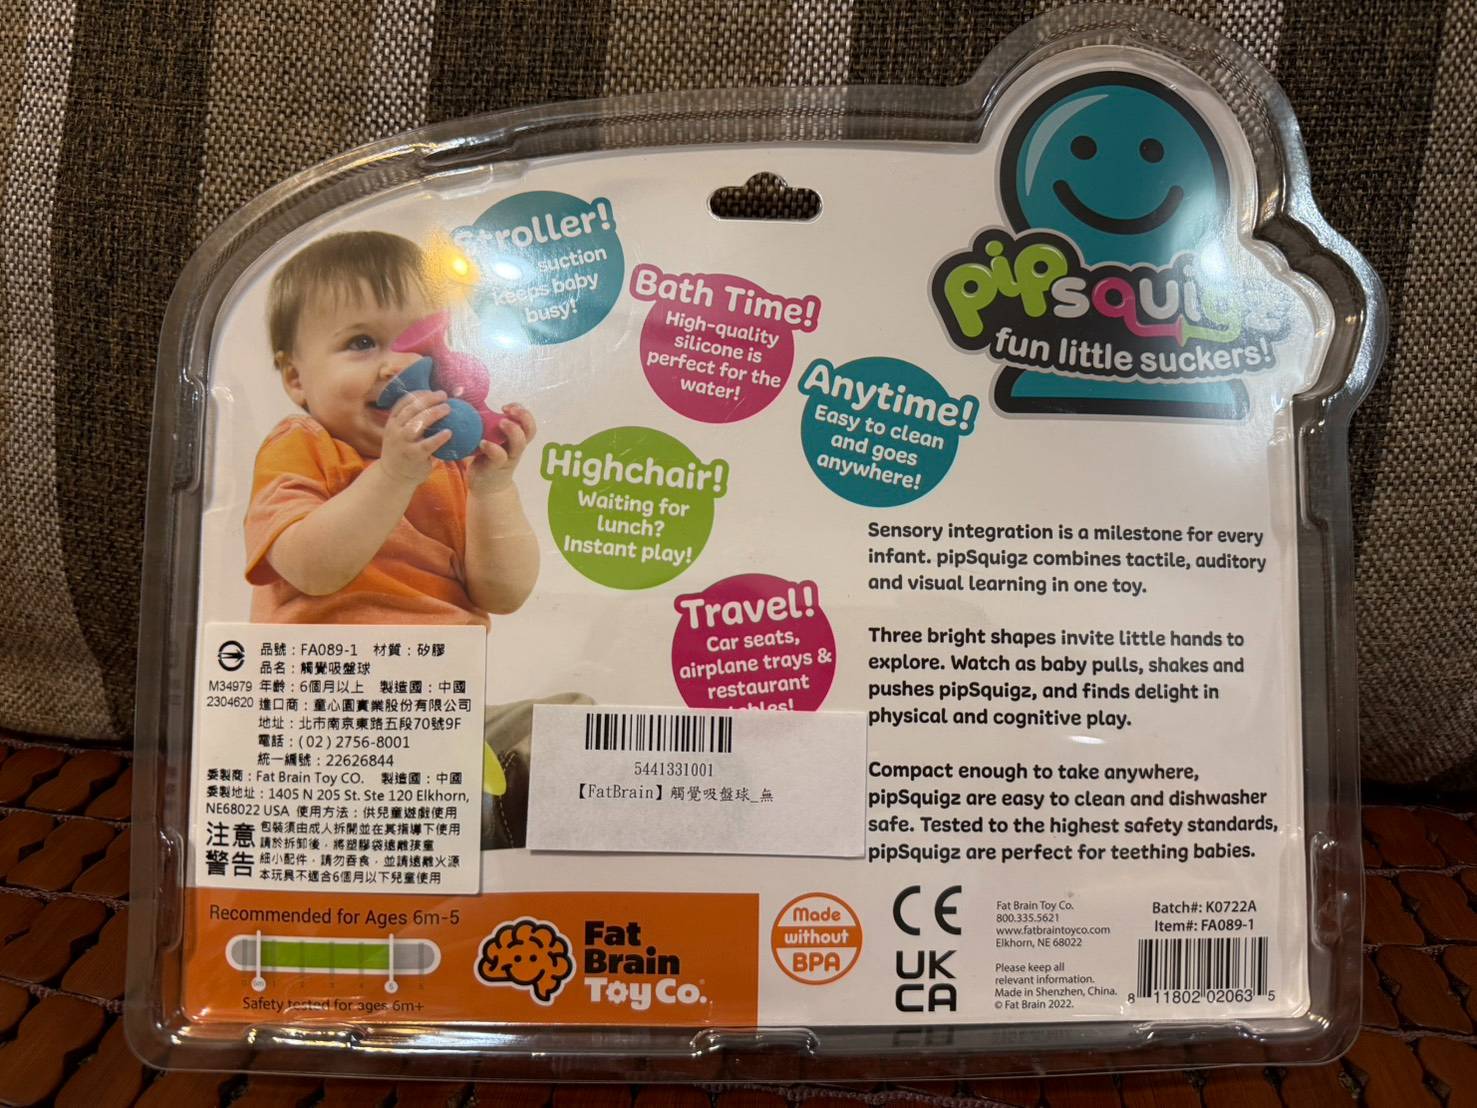 Stroller!
suction
keeps baby
busy!
Bath Time!
High-quality
silicone is
perfect for the
water!
Anytime!
Easy to clean
and goes
anywhere!
Highchair!
Waiting for
lunch?
Instant play!
Travel!
Car seats,
airplane trays &
restaurant
pipsquigz
fun little suckers!
Sensory integration is a milestone for every
infant. pipSquigz combines tactile, auditory
and visual learning in one toy.
Three bright shapes invite little hands to
explore. Watch as baby pulls, shakes and
pushes pipSquigz, and finds delight in
physical and cognitive play.
Compact enough to take anywhere,
pipSquigz are easy to clean and dishwasher
safe. Tested to the highest safety standards,
pipSquigz are perfect for teething babies.
品號：FA089-1 材質：矽膠
品名：觸覺吸盤球
M34979 年齡：6個月以上 製造國：中國
2304620 進口商：童心園實業股份有限公司
地址：北市南京東路五段70號9F
電話：(02) 2756-8001
統一編號：22626844
委製商：Fat Brain Toy CO. 製造國：中國
委製地址：1405 N 205 St. Ste 120 Elkhorn,
NE68022 USA 使用方法：供兒童遊戲使用
注意 警告
包裝須由成人拆開並在其指導下使用
請於拆卸後，將塑膠袋遠離孩童
細小配件，請勿吞食，並請遠離火源
本玩具不適合6個月以下兒童使用
5441331001
【FatBrain】觸覺吸盤球_無
Recommended for Ages 6m-5
Safety tested for ages 6m+
Fat
Brain
Toy Co.
Made
without
BPA
CE
UK
CA
Fat Brain Toy Co.
800.335.5621
www.fatbraintoyco.com
Elkhorn, NE 68022
Please keep all
relevant information.
Made in Shenzhen, China.
© Fat Brain 2022.
Batch#: K0722A
Item#: FA089-1
8 11802 02063 5